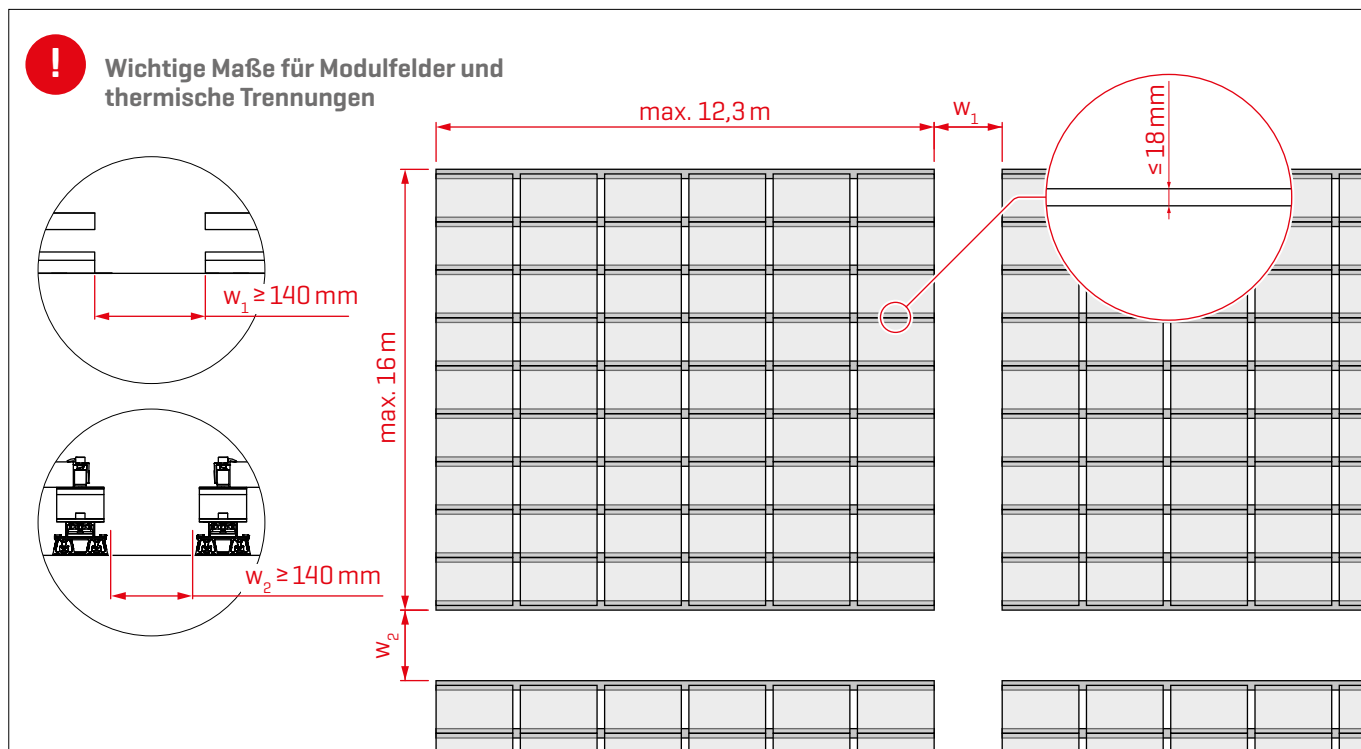 !
Wichtige Maße für Modulfelder und
thermische Trennungen
max. 12,3 m
w₁
≤ 18 mm
w₁ ≥ 140 mm
max. 16 m
w₂ ≥ 140 mm
w₂